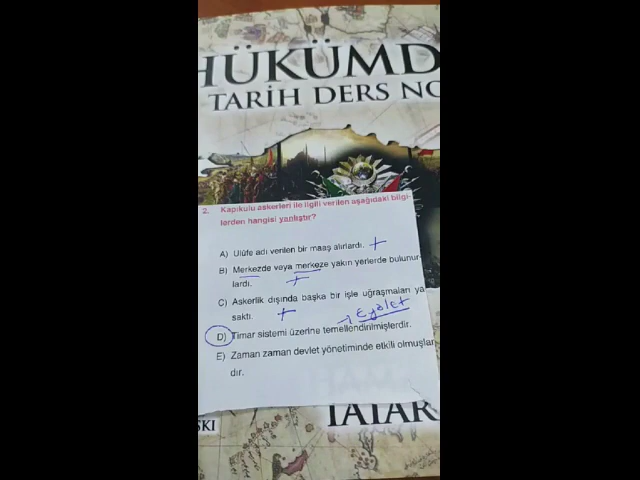 HÜKÜMD
TARİH DERS NO
2. Kapıkulu askerleri ile ilgili verilen aşağıdaki bilgi-
lerden hangisi yanlıştır?
A) Ulûfe adı verilen bir maaş alırlardı. +
B) Merkezde veya merkeze yakın yerlerde bulunur-
lardı. +
C) Askerlik dışında başka bir işle uğraşmaları ya
saktı. +
Eyalet
D) Timar sistemi üzerine temellendirilmişlerdir.
E) Zaman zaman devlet yönetiminde etkili olmuşlar
dır.
SKI
TATAR